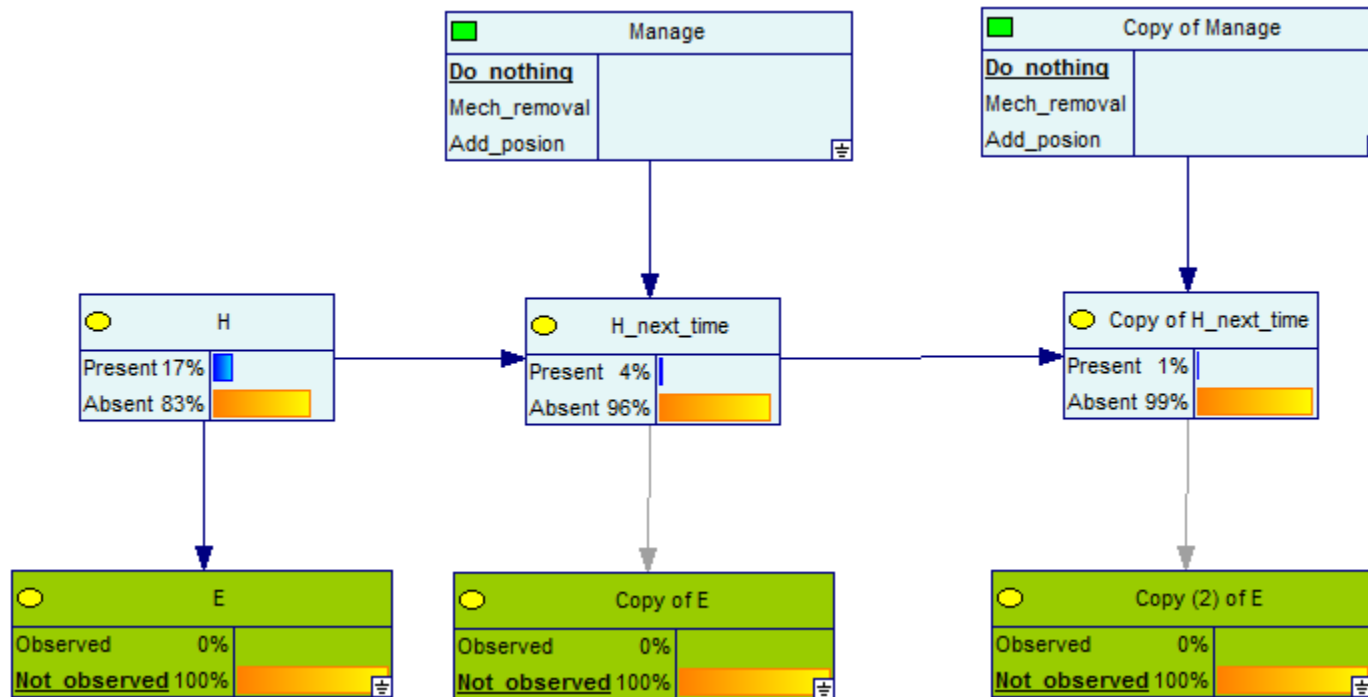 Manage
Do_nothing
Mech_removal
Add_posion
Copy of Manage
Do_nothing
Mech_removal
Add_posion
H
Present 17%
Absent 83%
H_next_time
Present 4%
Absent 96%
Copy of H_next_time
Present 1%
Absent 99%
E
Observed 0%
Not_observed 100%
Copy of E
Observed 0%
Not_observed 100%
Copy (2) of E
Observed 0%
Not_observed 100%